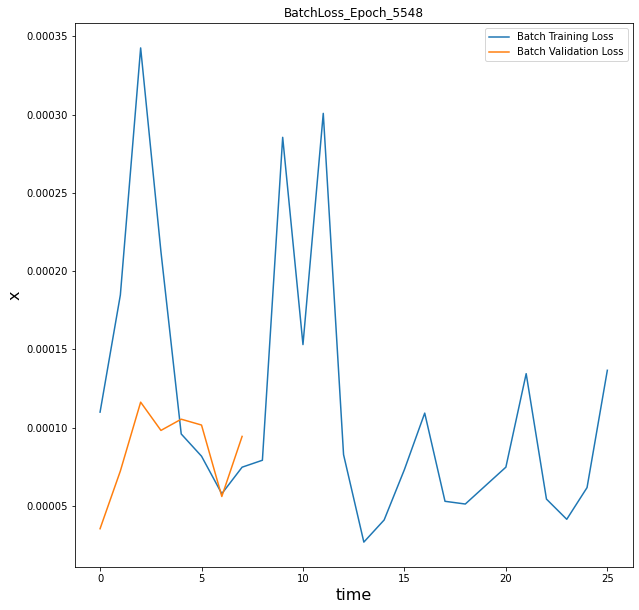 BatchLoss_Epoch_5548
Batch Training Loss
Batch Validation Loss
0.00035
0.00030
0.00025
0.00020
0.00015
0.00010
0.00005
x
0 5 10 15 20 25
time